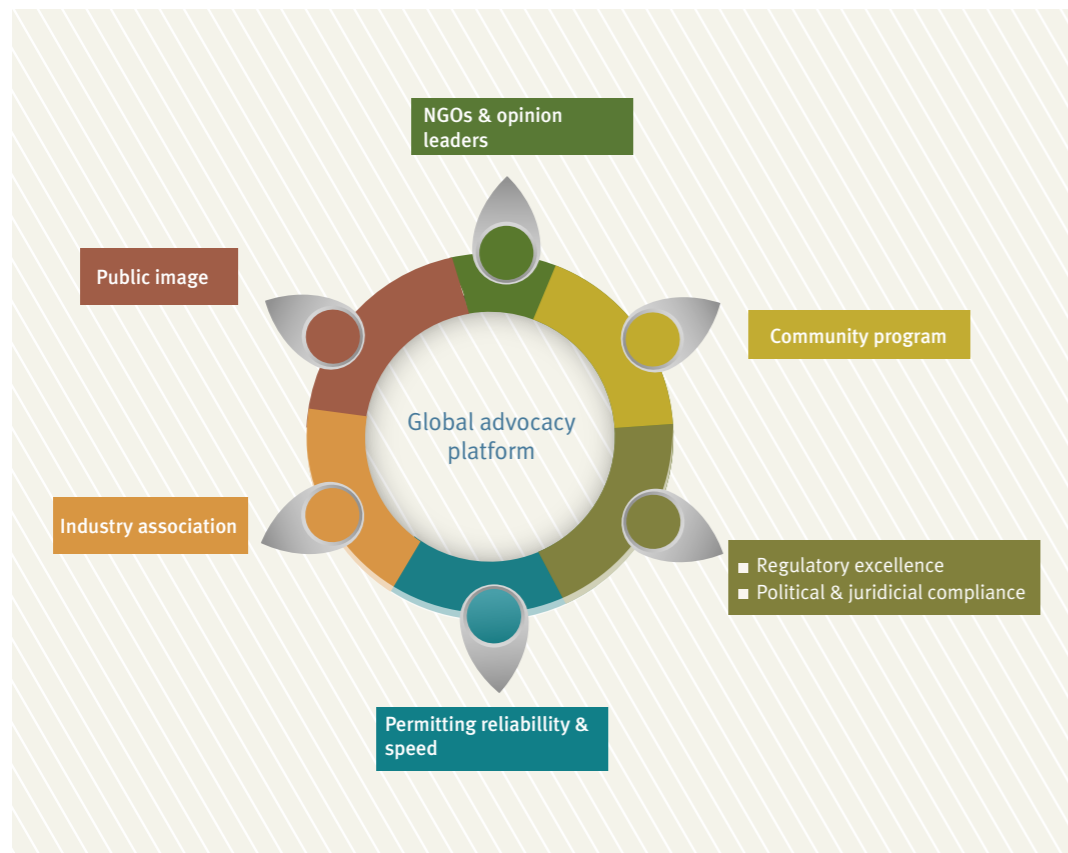 NGOs & opinion
leaders
Public image
Community program
Global advocacy
platform
Industry association
■ Regulatory excellence
■ Political & juridicial compliance
Permitting reliabillity &
speed